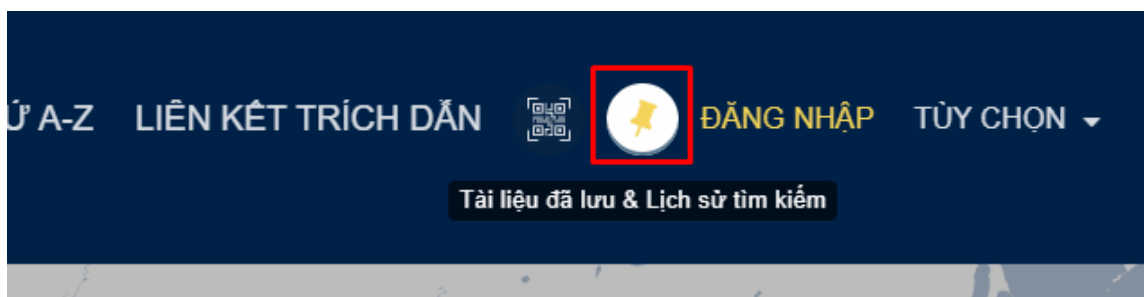 Ứ A-Z LIÊN KẾT TRÍCH DẪN ĐĂNG NHẬP TÙY CHỌN
Tài liệu đã lưu & Lịch sử tìm kiếm